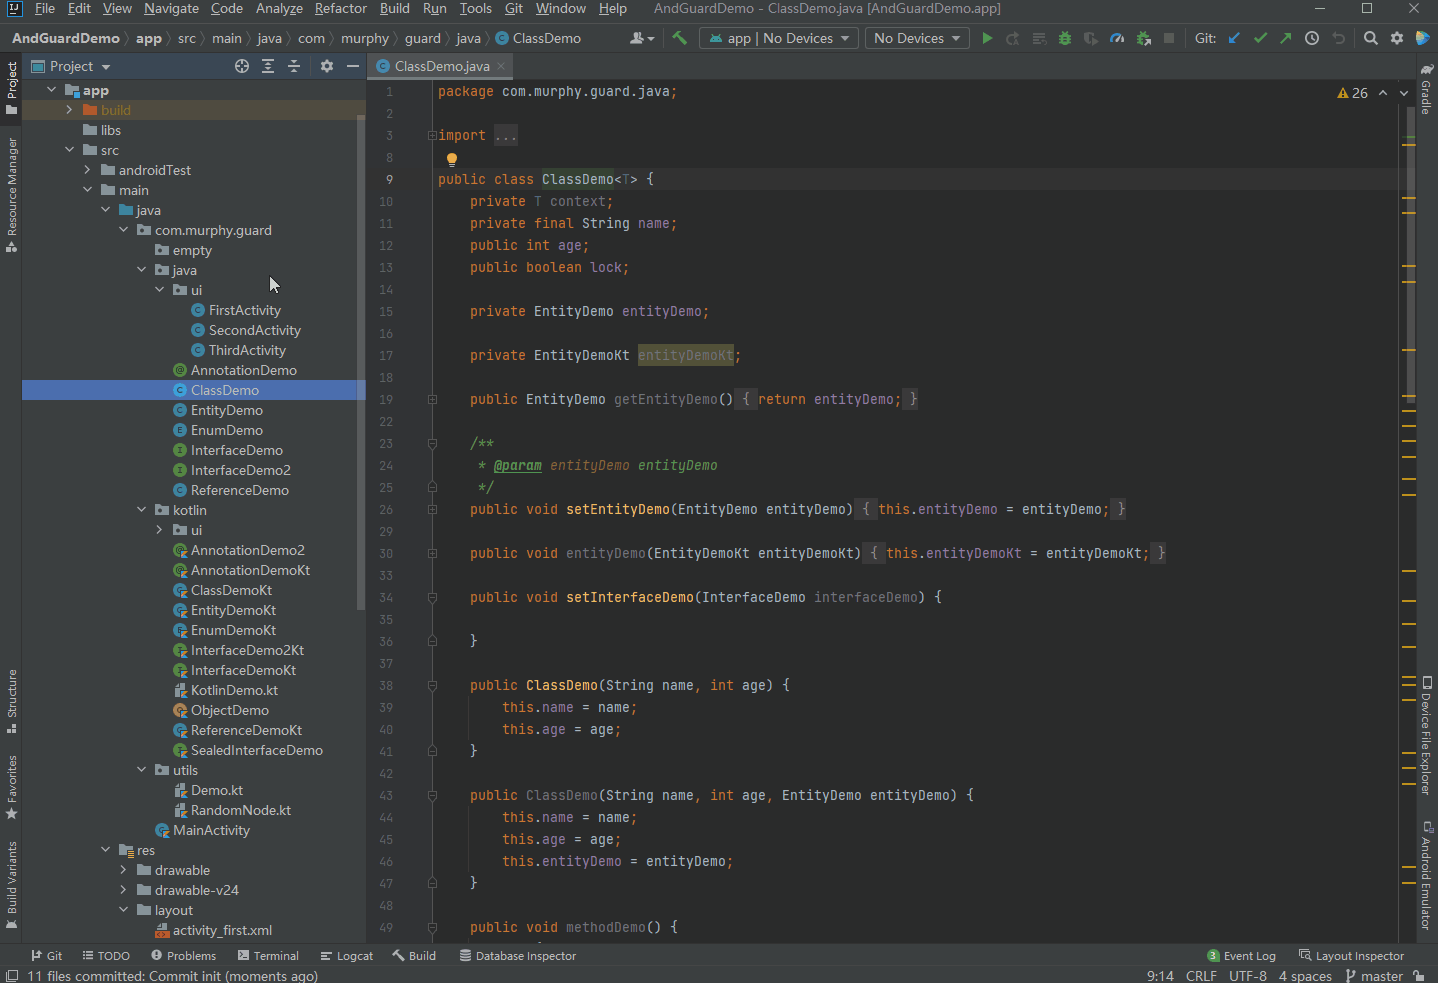 File Edit View Navigate Code Analyze Refactor Build Run Tools Git Window Help AndGuardDemo - ClassDemo.java [AndGuardDemo.app]
AndGuardDemo app src main java com murphy guard java ClassDemo app | No Devices No Devices Git:
Project ClassDemo.java
Project
Resource Manager
Structure
Favorites
Build Variants
app
build
libs
src
androidTest
main
java
com.murphy.guard
empty
java
ui
FirstActivity
SecondActivity
ThirdActivity
AnnotationDemo
ClassDemo
EntityDemo
EnumDemo
InterfaceDemo
InterfaceDemo2
ReferenceDemo
kotlin
ui
AnnotationDemo2
AnnotationDemoKt
ClassDemoKt
EntityDemoKt
EnumDemoKt
InterfaceDemo2Kt
InterfaceDemoKt
KotlinDemo.kt
ObjectDemo
ReferenceDemoKt
SealedInterfaceDemo
utils
Demo.kt
RandomNode.kt
MainActivity
res
drawable
drawable-v24
layout
activity_first.xml
1 package com.murphy.guard.java; 26
2
3 import ...
8
9 public class ClassDemo<T> {
10 private T context;
11 private final String name;
12 public int age;
13 public boolean lock;
14
15 private EntityDemo entityDemo;
16
17 private EntityDemoKt entityDemoKt;
18
19 public EntityDemo getEntityDemo() { return entityDemo; }
22
23 /**
24 * @param entityDemo entityDemo
25 */
26 public void setEntityDemo(EntityDemo entityDemo) { this.entityDemo = entityDemo; }
29
30 public void entityDemo(EntityDemoKt entityDemoKt) { this.entityDemoKt = entityDemoKt; }
33
34 public void setInterfaceDemo(InterfaceDemo interfaceDemo) {
35
36 }
37
38 public ClassDemo(String name, int age) {
39 this.name = name;
40 this.age = age;
41 }
42
43 public ClassDemo(String name, int age, EntityDemo entityDemo) {
44 this.name = name;
45 this.age = age;
46 this.entityDemo = entityDemo;
47 }
48
49 public void methodDemo() {
Gradle
Device File Explorer
Android Emulator
Git TODO Problems Terminal Logcat Build Database Inspector 3 Event Log Layout Inspector
11 files committed: Commit init (moments ago) 9:14 CRLF UTF-8 4 spaces master